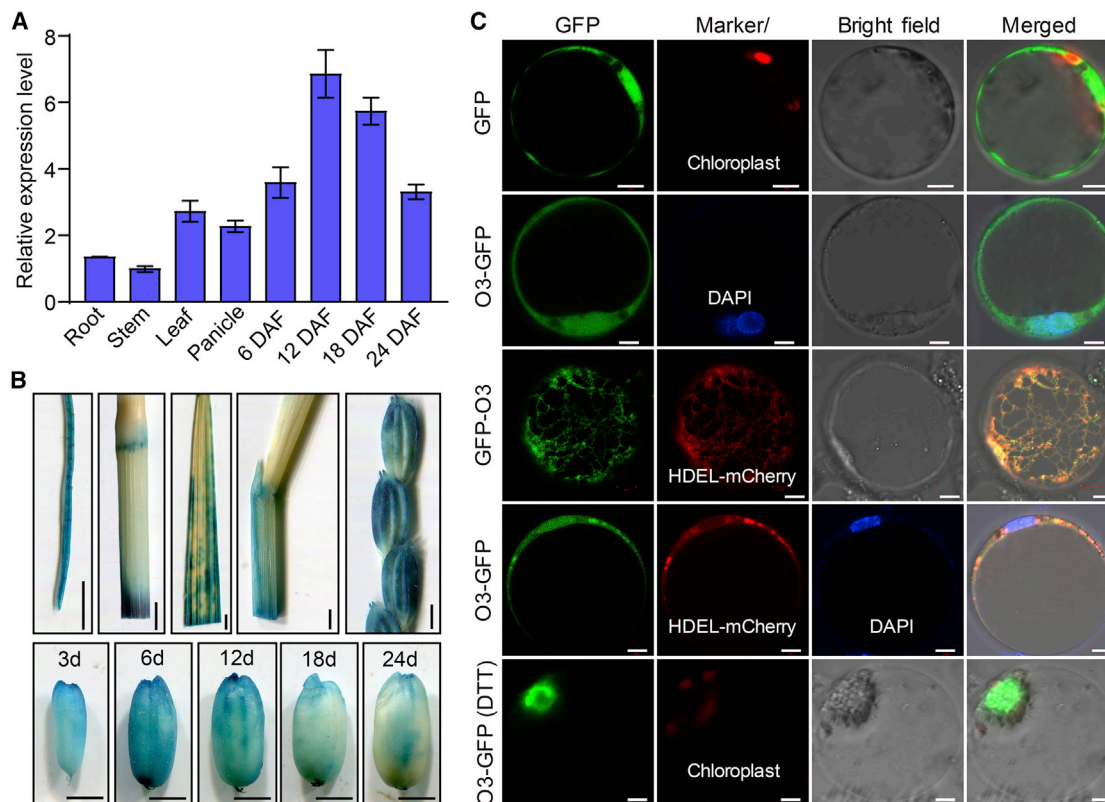 A
Relative expression level
8
6
4
2
0
Root
Stem
Leaf
Panicle
6 DAF
12 DAF
18 DAF
24 DAF
B
3d
6d
12d
18d
24d
C
GFP
Marker/
Bright field
Merged
GFP
Chloroplast
O3-GFP
DAPI
GFP-O3
HDEL-mCherry
O3-GFP
HDEL-mCherry
DAPI
O3-GFP (DTT)
Chloroplast